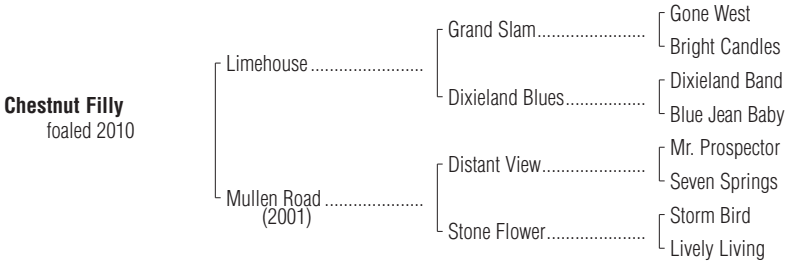 Gone West
Grand Slam.......................
Bright Candles
Limehouse ........................
Dixieland Band
Dixieland Blues.................
Blue Jean Baby
Chestnut Filly
foaled 2010
Mr. Prospector
Distant View......................
Seven Springs
Mullen Road .....................
(2001)
Storm Bird
Stone Flower.....................
Lively Living